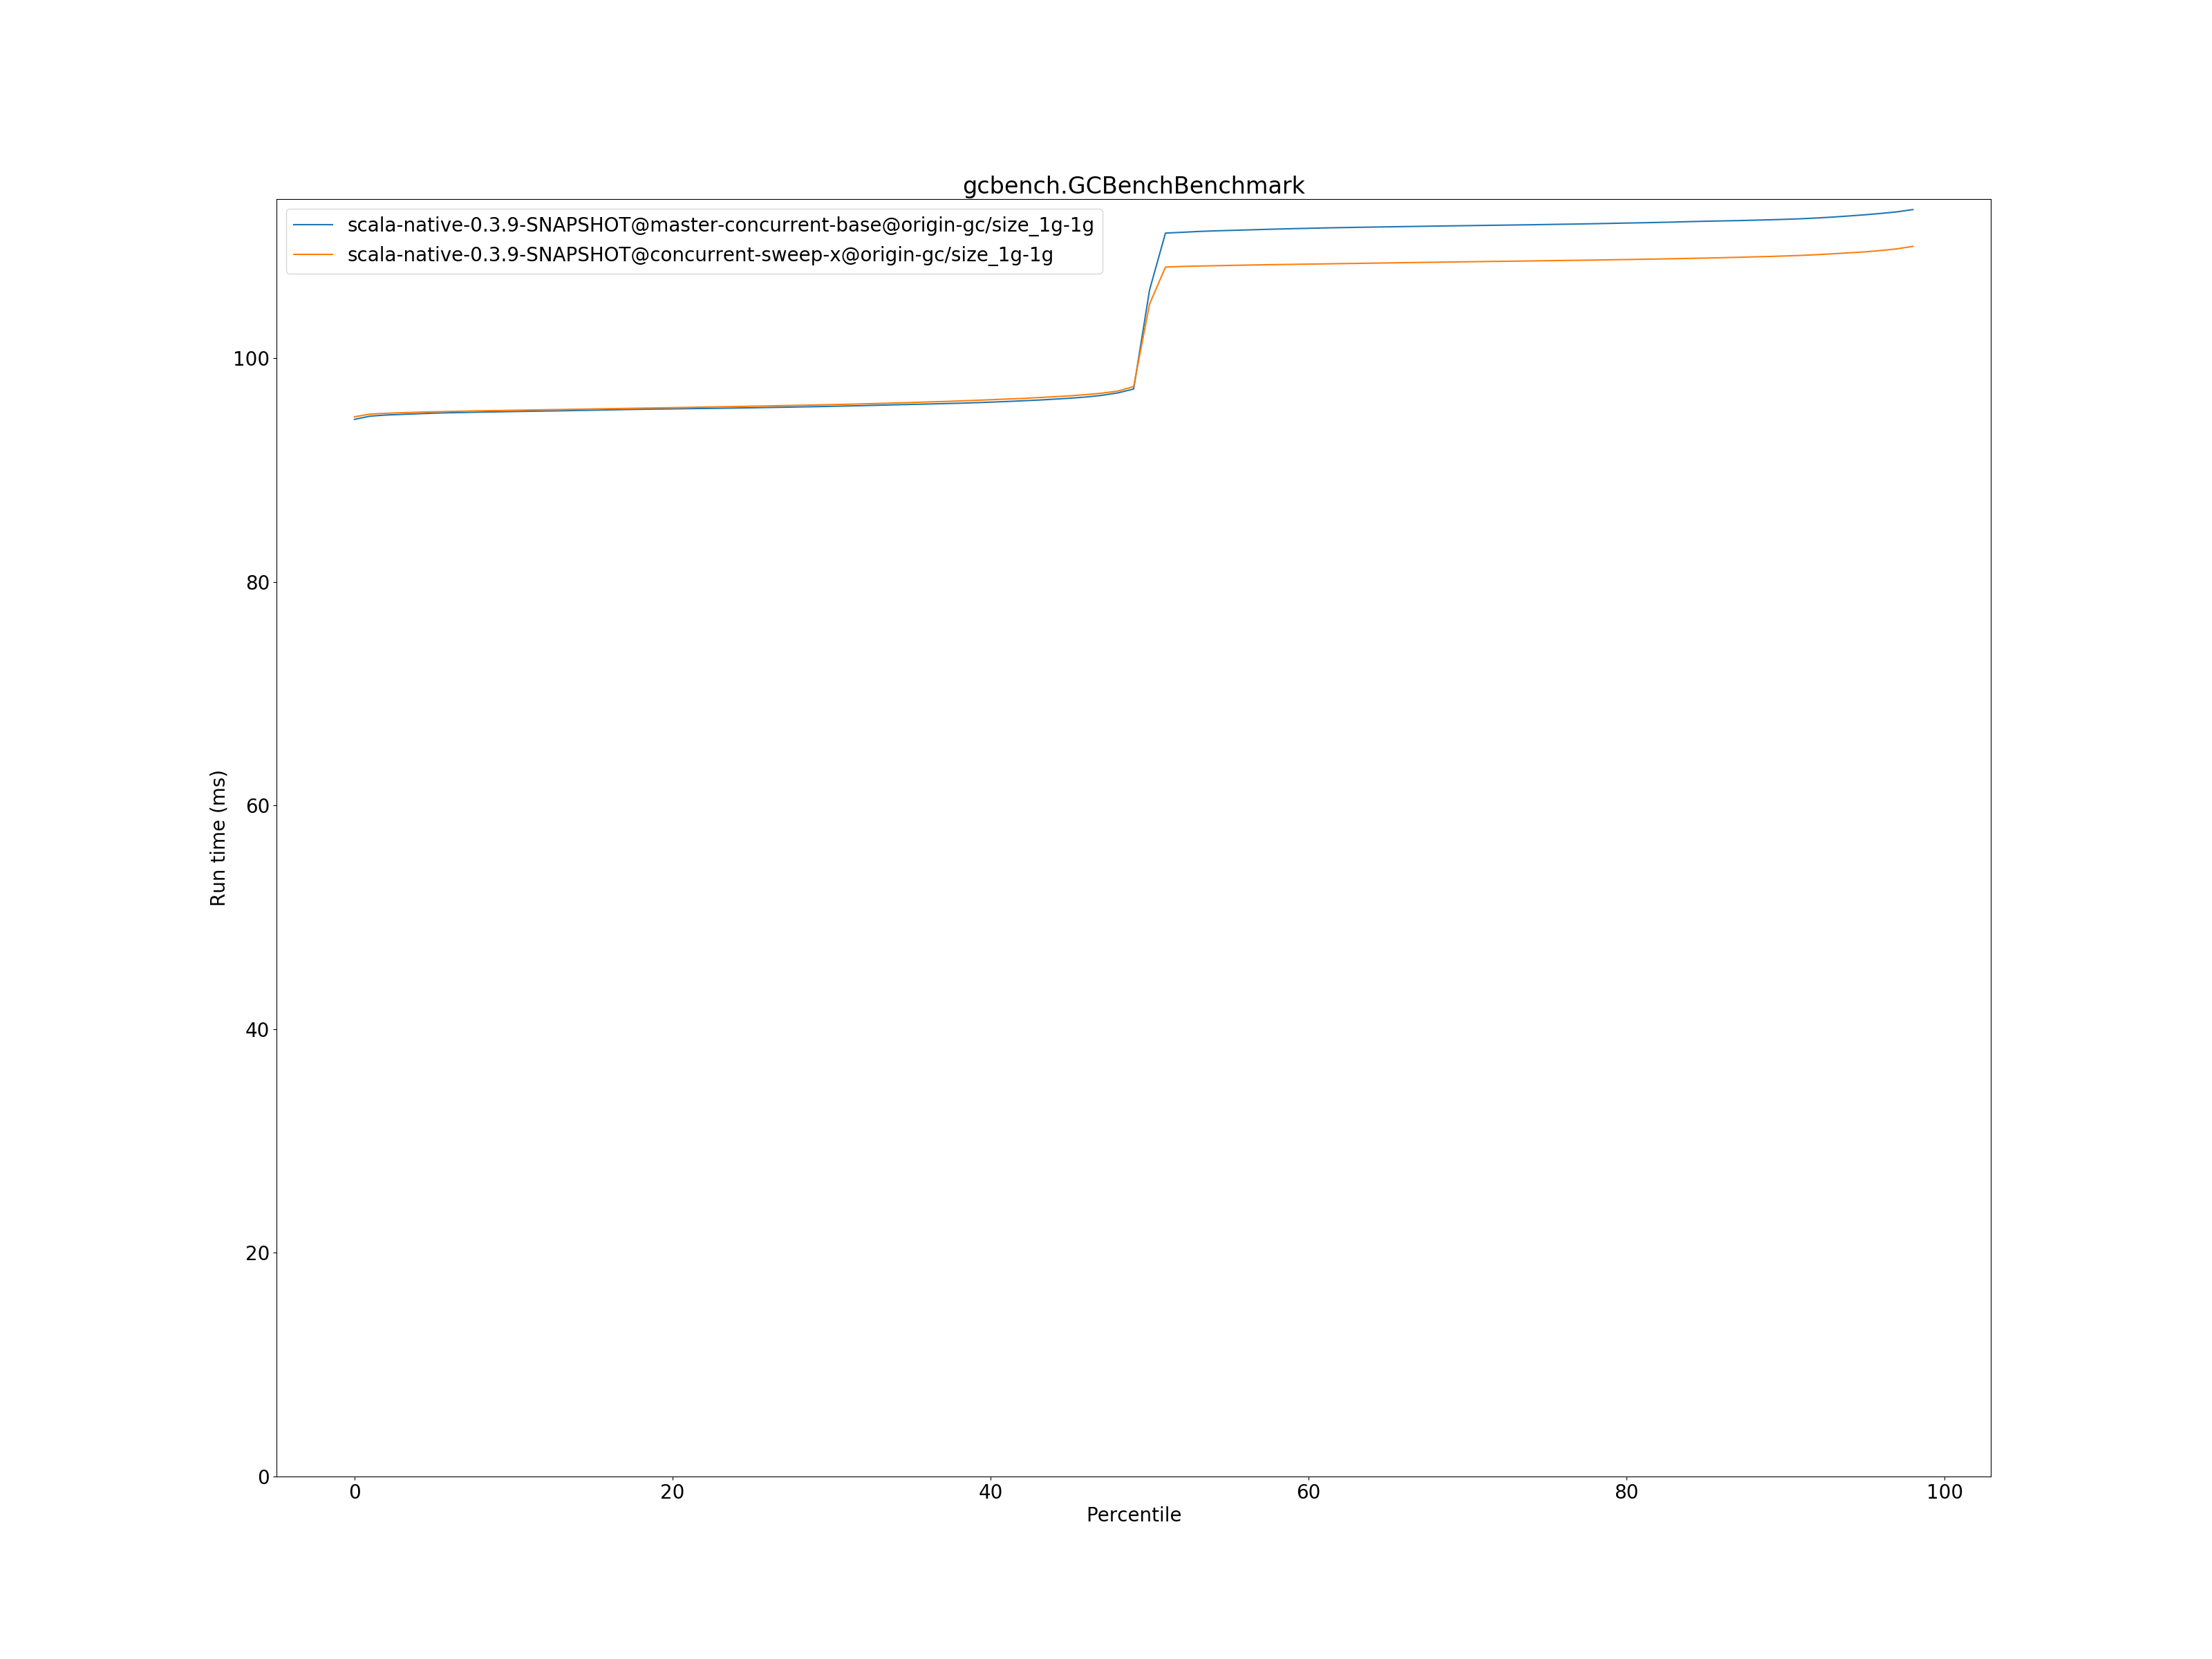 gcbench.GCBenchBenchmark
scala-native-0.3.9-SNAPSHOT@master-concurrent-base@origin-gc/size_1g-1g
scala-native-0.3.9-SNAPSHOT@concurrent-sweep-x@origin-gc/size_1g-1g
100
80
60
40
20
0
Run time (ms)
0 20 40 60 80 100
Percentile